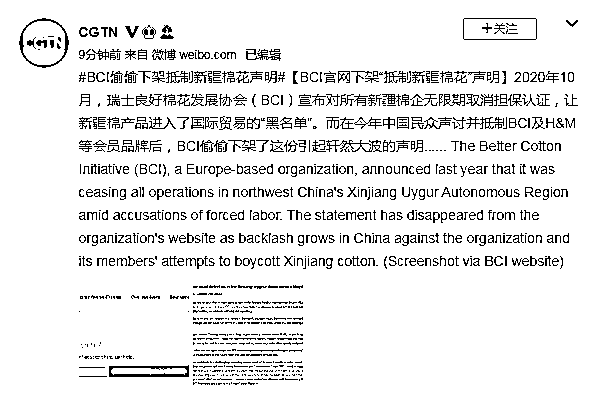 CGTN
CGTN
+关注
9分钟前 来自 微博 weibo.com 已编辑
#BCI偷偷下架抵制新疆棉花声明#【BCI官网下架“抵制新疆棉花”声明】2020年10
月，瑞士良好棉花发展协会（BCI）宣布对所有新疆棉企无限期取消担保认证，让
新疆棉产品进入了国际贸易的“黑名单”。而在今年中国民众声讨并抵制BCI及H&M
等会员品牌后，BCI偷偷下架了这份引起轩然大波的声明...... The Better Cotton
Initiative (BCI), a Europe-based organization, announced last year that it was
ceasing all operations in northwest China's Xinjiang Uygur Autonomous Region
amid accusations of forced labor. The statement has disappeared from the
organization's website as backlash grows in China against the organization and
its members' attempts to boycott Xinjiang cotton. (Screenshot via BCI website)